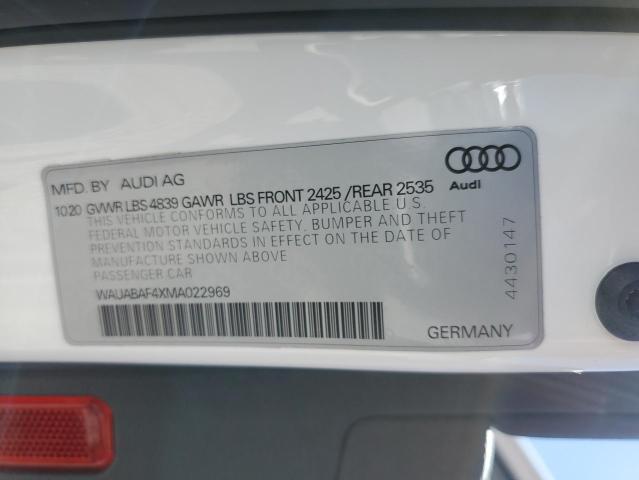 MFD. BY AUDI AG
Audi
10 20 GVWR LBS 4839 GAWR LBS FRONT 2425 / REAR 2535
THIS VEHICLE CONFORMS TO ALL APPLICABLE U.S.
FEDERAL MOTOR VEHICLE SAFETY, BUMPER AND THEFT
PREVENTION STANDARDS IN EFFECT ON THE DATE OF
MANUFACTURE SHOWN ABOVE
PASSENGER CAR
WAUABAF4XMA022969
GERMANY
4430147